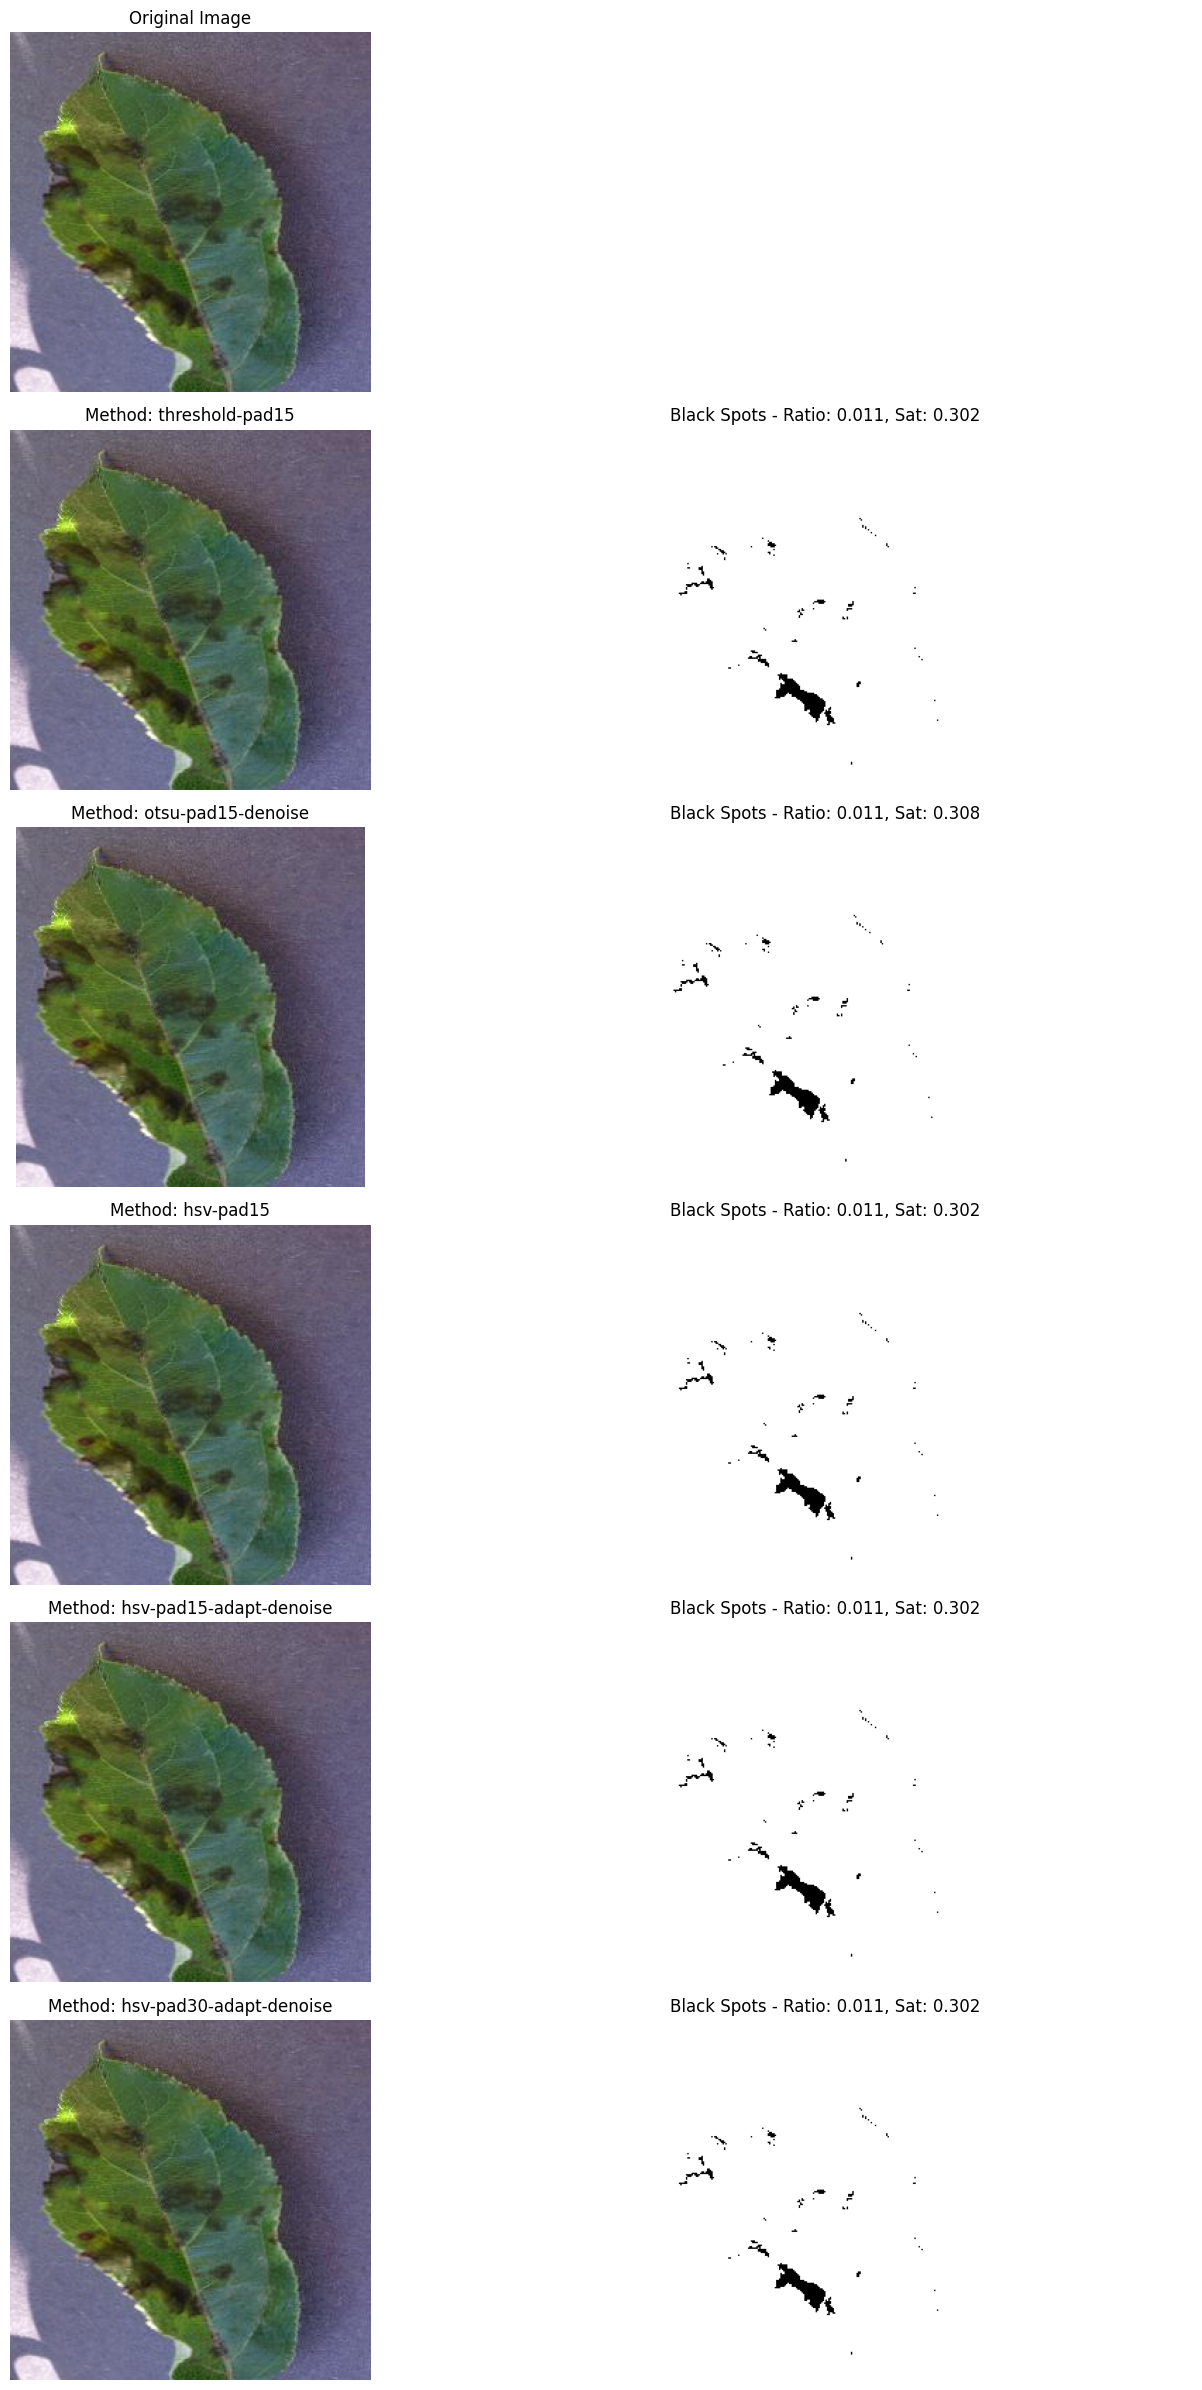 Original Image
Method: threshold-pad15
Black Spots - Ratio: 0.011, Sat: 0.302
Method: otsu-pad15-denoise
Black Spots - Ratio: 0.011, Sat: 0.308
Method: hsv-pad15
Black Spots - Ratio: 0.011, Sat: 0.302
Method: hsv-pad15-adapt-denoise
Black Spots - Ratio: 0.011, Sat: 0.302
Method: hsv-pad30-adapt-denoise
Black Spots - Ratio: 0.011, Sat: 0.302